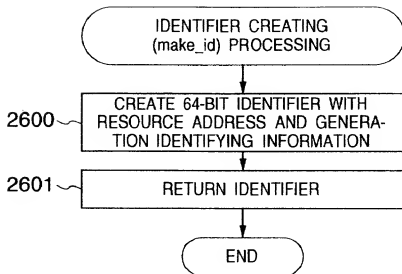 IDENTIFIER CREATING
(make_id) PROCESSING
2600
CREATE 64-BIT IDENTIFIER WITH
RESOURCE ADDRESS AND GENERA-
TION IDENTIFYING INFORMATION
2601
RETURN IDENTIFIER
END